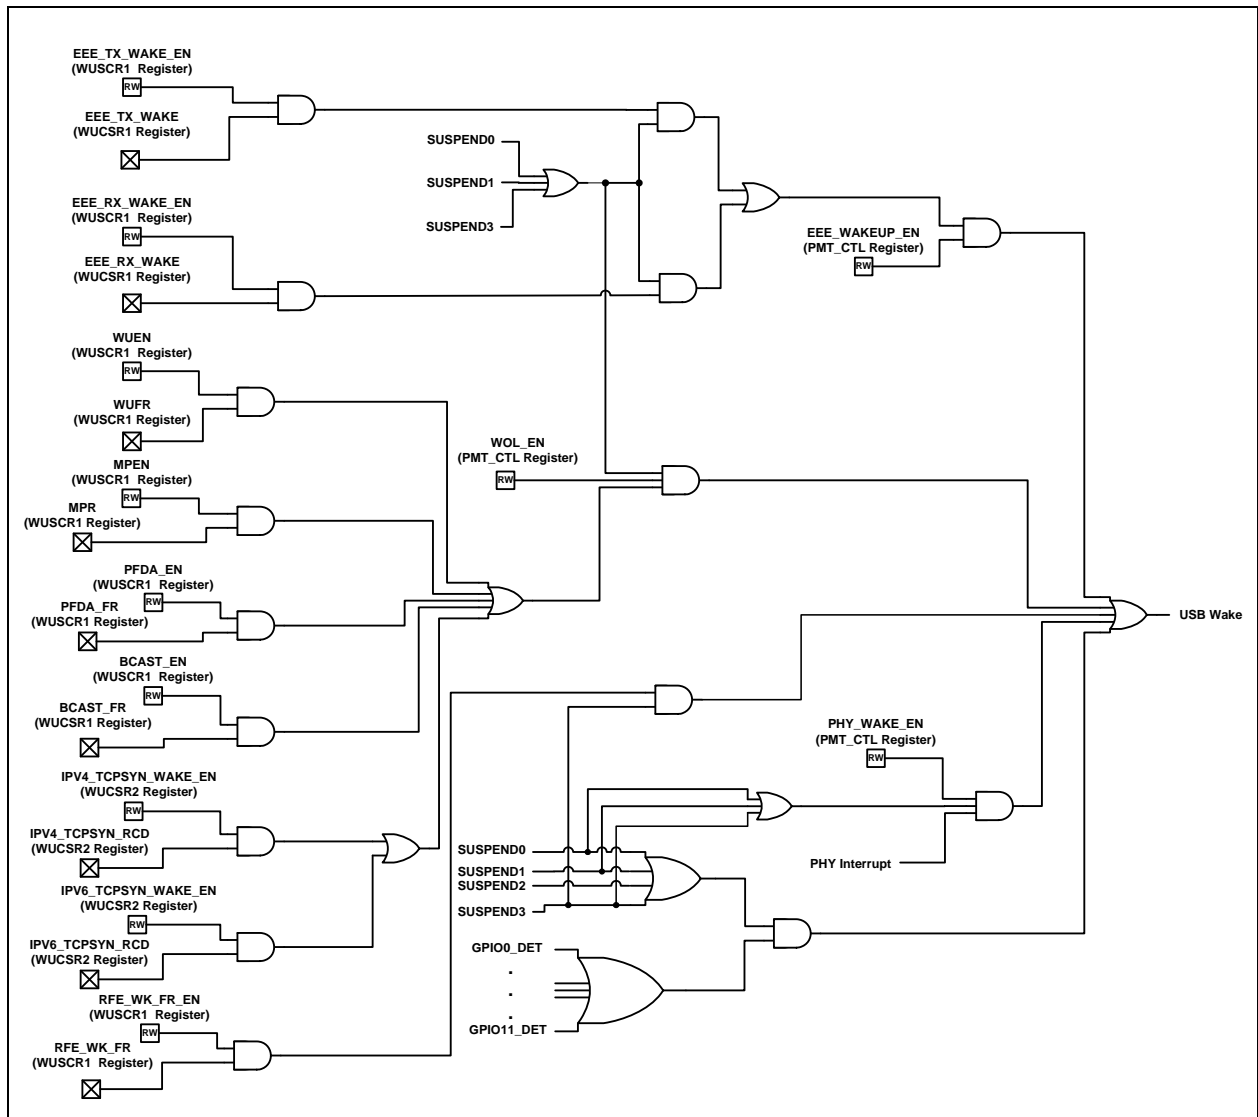 EEE_TX_WAKE_EN
(WUSCR1 Register)
RW
EEE_TX_WAKE
(WUCSR1 Register)
SUSPEND0
SUSPEND1
SUSPEND3
EEE_RX_WAKE_EN
(WUSCR1 Register)
RW
EEE_RX_WAKE
(WUCSR1 Register)
EEE_WAKEUP_EN
(PMT_CTL Register)
RW
WUEN
(WUSCR1 Register)
RW
WUFR
(WUSCR1 Register)
MPEN
(WUSCR1 Register)
RW
MPR
(WUSCR1 Register)
WOL_EN
(PMT_CTL Register)
RW
PFDA_EN
(WUSCR1 Register)
RW
PFDA_FR
(WUSCR1 Register)
USB Wake
BCAST_EN
(WUSCR1 Register)
RW
BCAST_FR
(WUCSR1 Register)
PHY_WAKE_EN
(PMT_CTL Register)
RW
IPV4_TCPSYN_WAKE_EN
(WUCSR2 Register)
RW
IPV4_TCPSYN_RCD
(WUCSR2 Register)
SUSPEND0
SUSPEND1
SUSPEND2
SUSPEND3
PHY Interrupt
IPV6_TCPSYN_WAKE_EN
(WUCSR2 Register)
RW
IPV6_TCPSYN_RCD
(WUCSR2 Register)
GPIO0_DET
.
.
.
GPIO11_DET
RFE_WK_FR_EN
(WUSCR1 Register)
RW
RFE_WK_FR
(WUSCR1 Register)